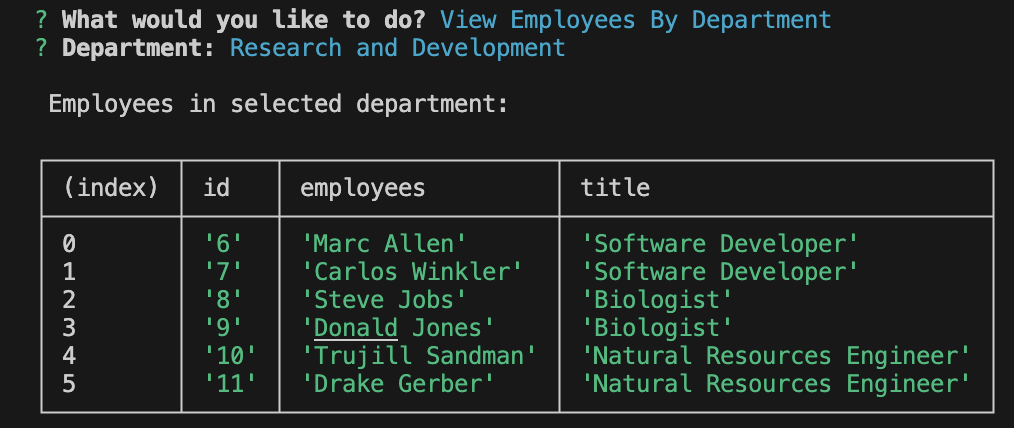 ? What would you like to do? View Employees By Department
? Department: Research and Development
Employees in selected department:
(index) id employees title
0 '6' 'Marc Allen' 'Software Developer'
1 '7' 'Carlos Winkler' 'Software Developer'
2 '8' 'Steve Jobs' 'Biologist'
3 '9' 'Donald Jones' 'Biologist'
4 '10' 'Trujill Sandman' 'Natural Resources Engineer'
5 '11' 'Drake Gerber' 'Natural Resources Engineer'